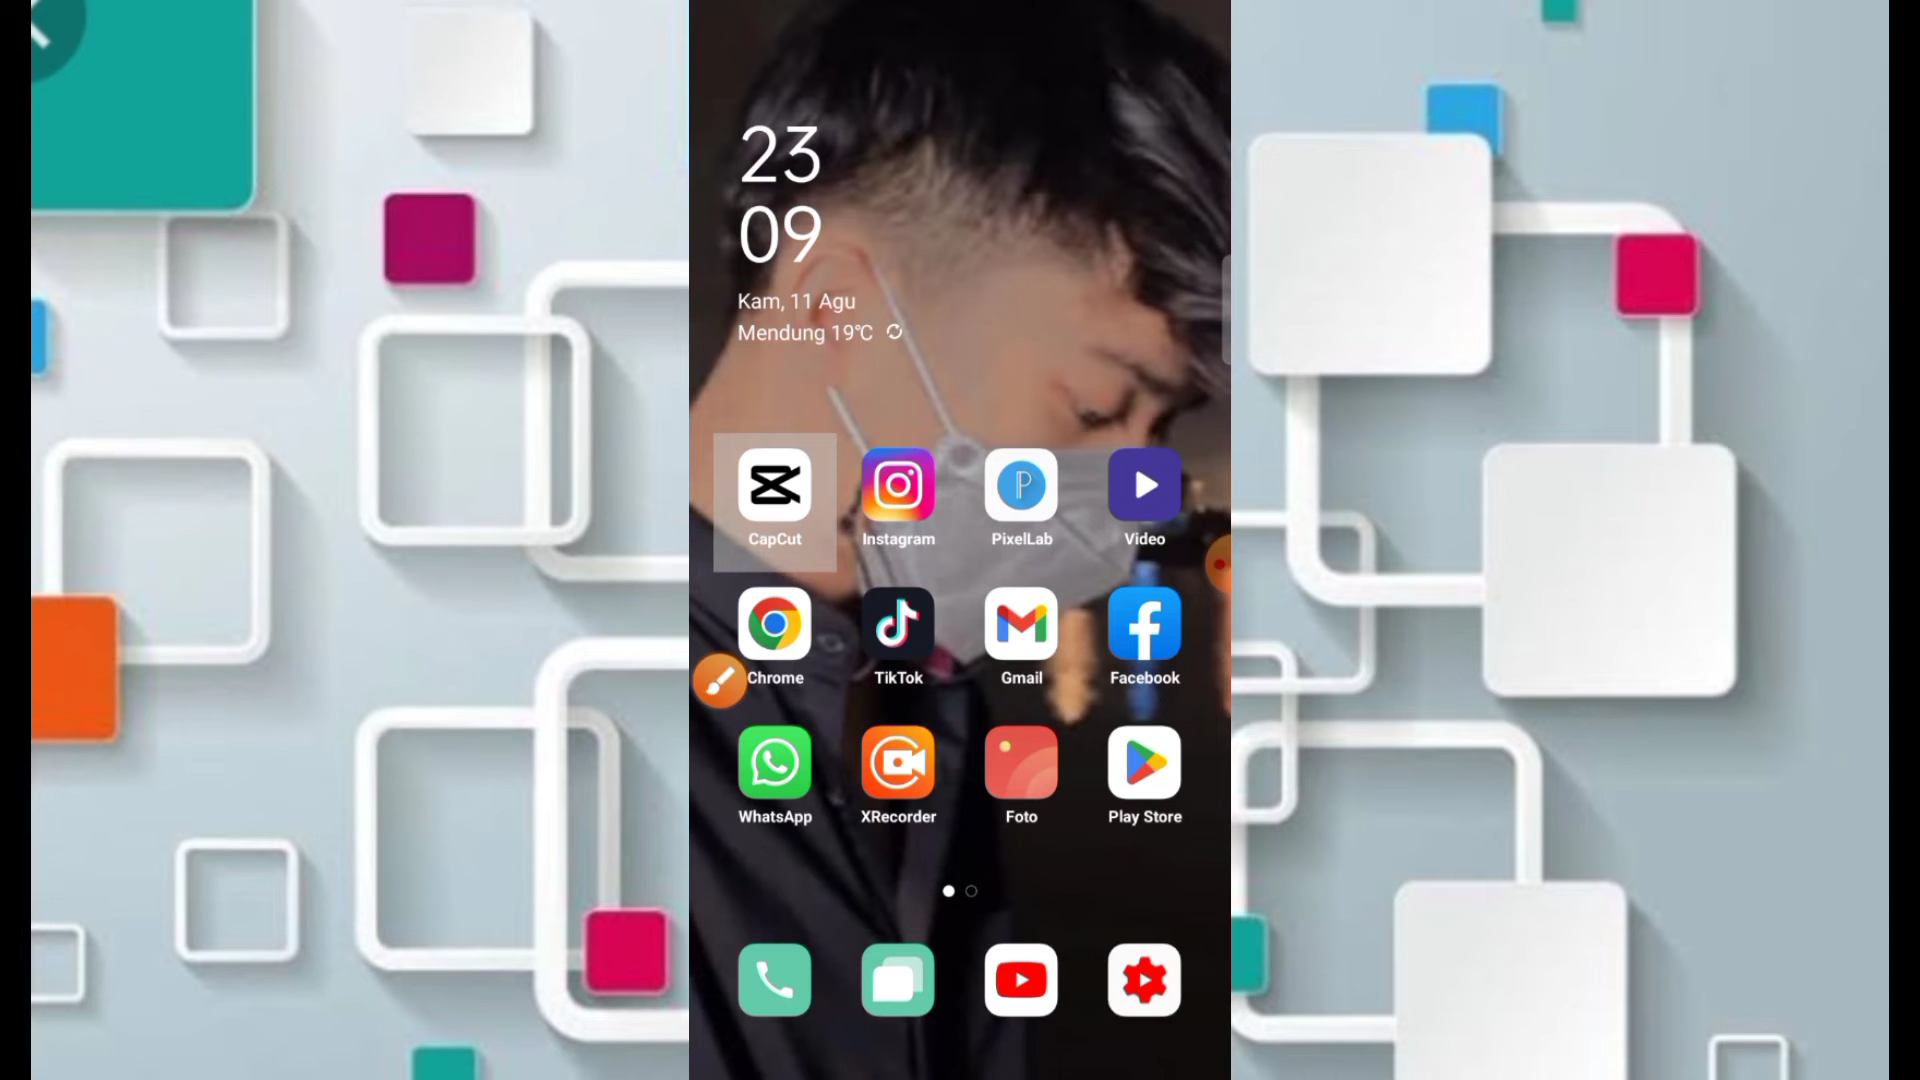 23
09
Kam, 11 Agu
Mendung 19℃
CapCut Instagram PixelLab Video
Chrome TikTok Gmail Facebook
WhatsApp XRecorder Foto Play Store